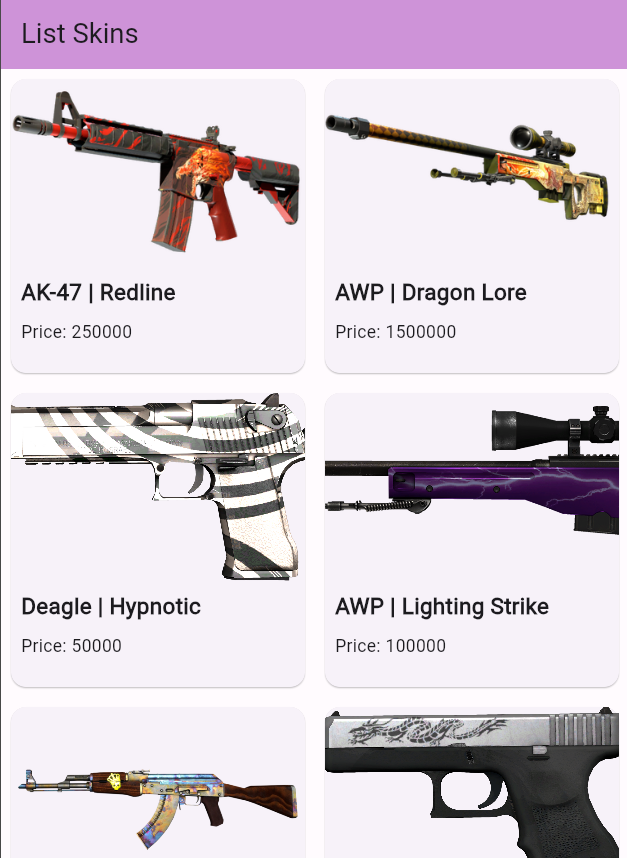 List Skins
AK-47 | Redline
Price: 250000
AWP | Dragon Lore
Price: 1500000
Deagle | Hypnotic
Price: 50000
AWP | Lighting Strike
Price: 100000